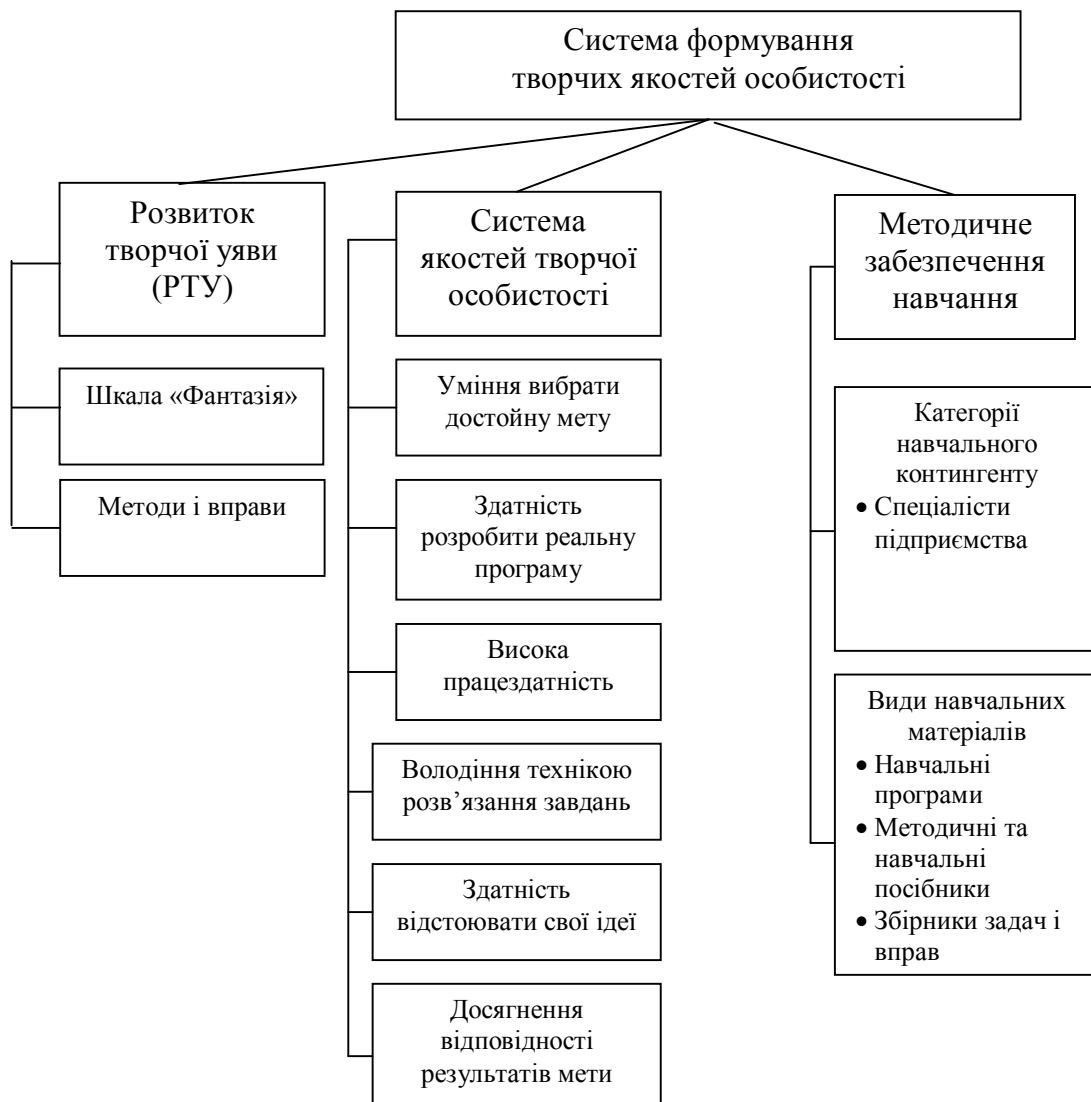 Система формування
творчих якостей особистості
Розвиток
творчої уяви
(РТУ)
Шкала «Фантазія»
Методи і вправи
Система
якостей творчої
особистості
Уміння вибрати
достойну мету
Здатність
розробити реальну
програму
Висока
працездатність
Володіння технікою
розв’язання завдань
Здатність
відстоювати свої ідеї
Досягнення
відповідності
результатів мети
Методичне
забезпечення
навчання
Категорії
навчального
контингенту
• Спеціалісти
підприємства
Види навчальних
матеріалів
• Навчальні
програми
• Методичні та
навчальні
посібники
• Збірники задач і
вправ